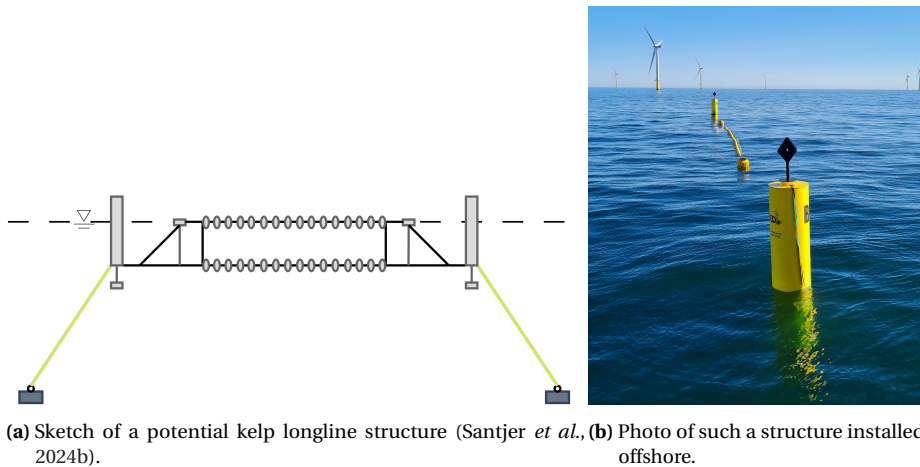 (a) Sketch of a potential kelp longline structure (Santjer et al.,
2024b).
(b) Photo of such a structure installed
offshore.